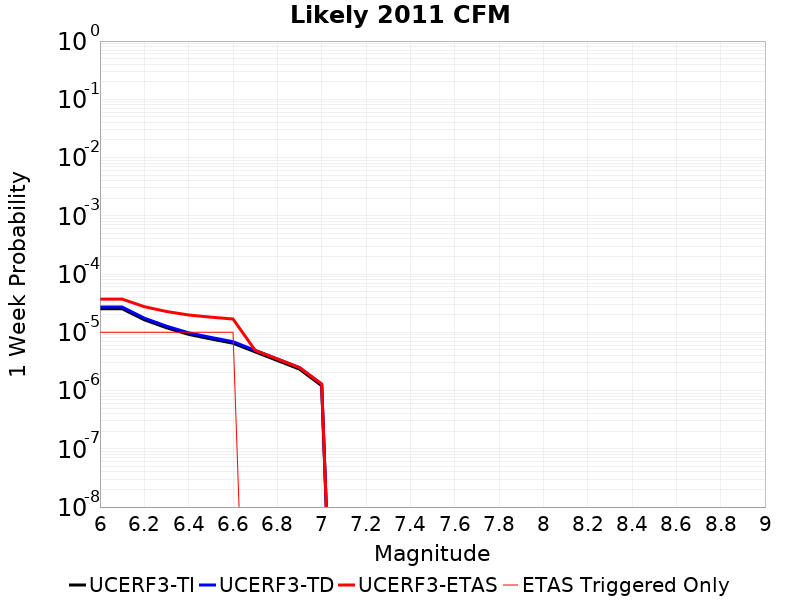 Likely 2011 CFM
10^0
10^-1
10^-2
10^-3
10^-4
10^-5
10^-6
10^-7
10^-8
1 Week Probability
6 6.2 6.4 6.6 6.8 7 7.2 7.4 7.6 7.8 8 8.2 8.4 8.6 8.8 9
Magnitude
UCERF3-TI UCERF3-TD UCERF3-ETAS ETAS Triggered Only